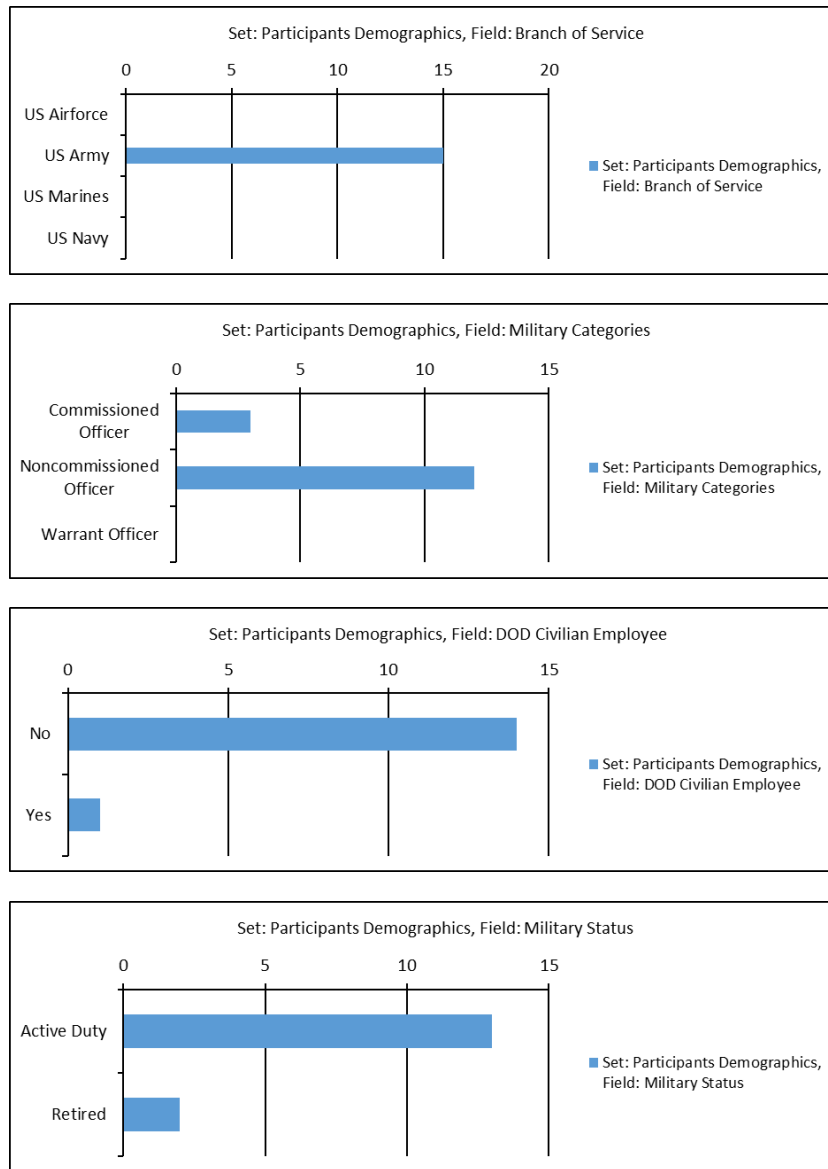 Set: Participants Demographics, Field: Branch of Service
0 5 10 15 20
US Airforce
US Army
US Marines
US Navy
Set: Participants Demographics,
Field: Branch of Service
Set: Participants Demographics, Field: Military Categories
0 5 10 15
Commissioned
Officer
Noncommissioned
Officer
Warrant Officer
Set: Participants Demographics,
Field: Military Categories
Set: Participants Demographics, Field: DOD Civilian Employee
0 5 10 15
No
Yes
Set: Participants Demographics,
Field: DOD Civilian Employee
Set: Participants Demographics, Field: Military Status
0 5 10 15
Active Duty
Retired
Set: Participants Demographics,
Field: Military Status